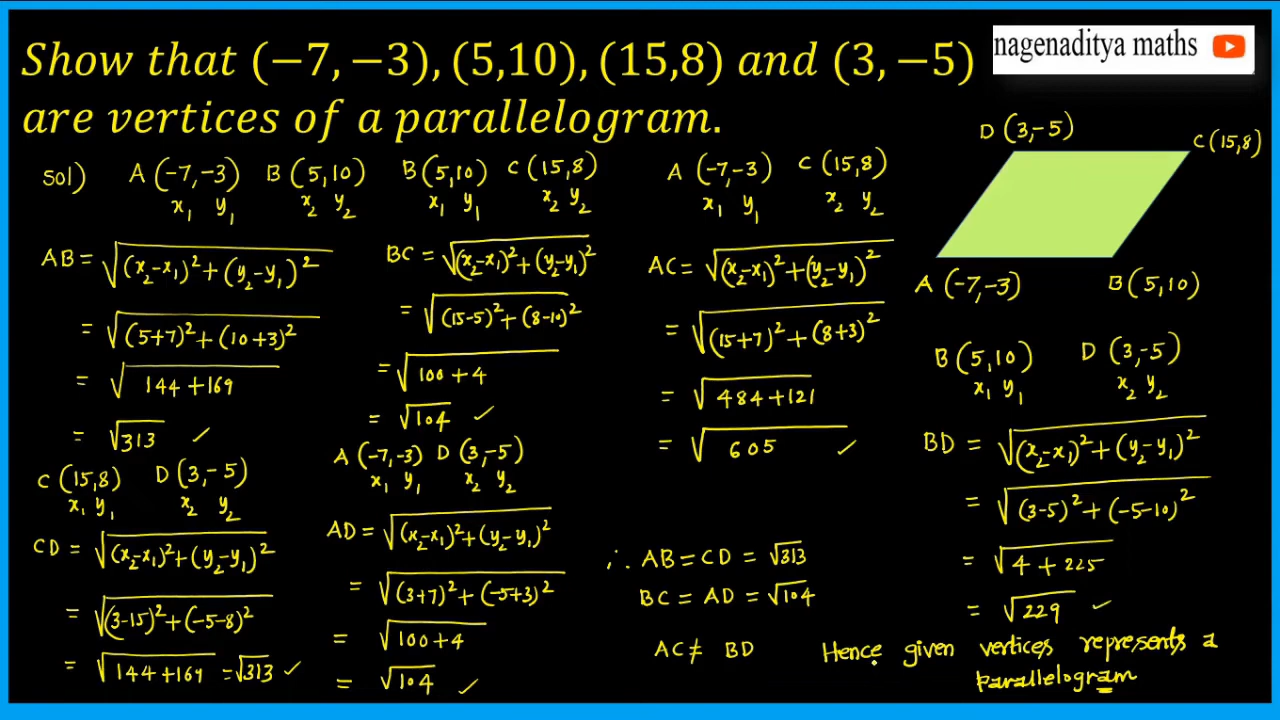 Show that (−7,−3),(5,10),(15,8) and (3,−5)
are vertices of a parallelogram.
nagenaditya maths
sol) A (-7,-3) B (5,10)
x₁ y₁ x₂ y₂
AB = √((x₂-x₁)²+(y₂-y₁)²)
= √((5+7)²+(10+3)²)
= √(144+169)
= √313 ✓
C (15,8) D (3,-5)
x₁ y₁ x₂ y₂
CD = √((x₂-x₁)²+(y₂-y₁)²)
= √((3-15)²+(-5-8)²)
= √(144+169) = √313 ✓
B (5,10) C (15,8)
x₁ y₁ x₂ y₂
BC = √((x₂-x₁)²+(y₂-y₁)²)
= √((15-5)²+(8-10)²)
= √(100+4)
= √104 ✓
A (-7,-3) D (3,-5)
x₁ y₁ x₂ y₂
AD = √((x₂-x₁)²+(y₂-y₁)²)
= √((3+7)²+(-5+3)²)
= √(100+4)
= √104 ✓
A (-7,-3) C (15,8)
x₁ y₁ x₂ y₂
AC = √((x₂-x₁)²+(y₂-y₁)²)
= √((15+7)²+(8+3)²)
= √(484+121)
= √605 ✓
D (3,-5)
C (15,8)
A (-7,-3) B (5,10)
B (5,10) D (3,-5)
x₁ y₁ x₂ y₂
BD = √((x₂-x₁)²+(y₂-y₁)²)
= √((3-5)²+(-5-10)²)
= √(4+225)
= √229 ✓
∴ AB = CD = √313
BC = AD = √104
AC ≠ BD Hence given vertices represents a
parallelogram